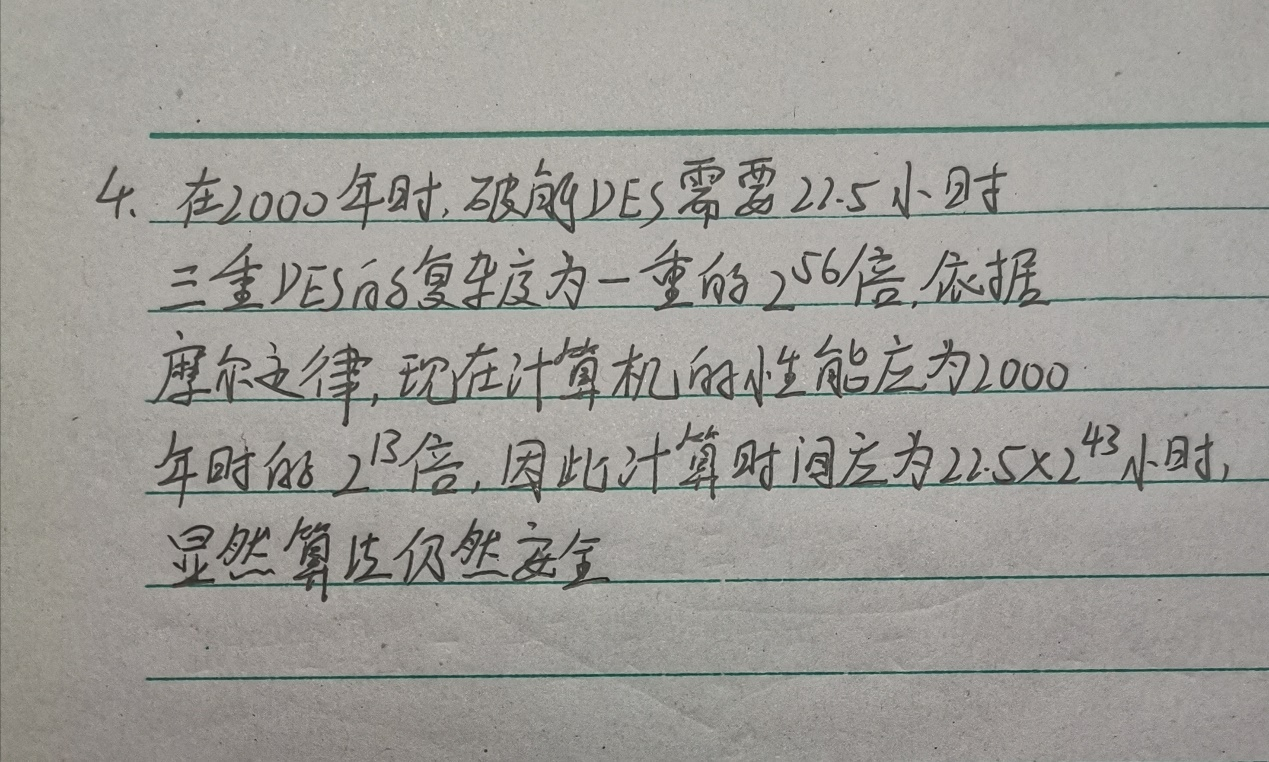 4. 在2000年时,破解DES需要22.5小时
三重DES的复杂度为一重的2^56倍,依据
摩尔定律,现在计算机的性能应为2000
年时的2^13倍,因此计算时间应为22.5×2^43小时,
显然算法仍然安全